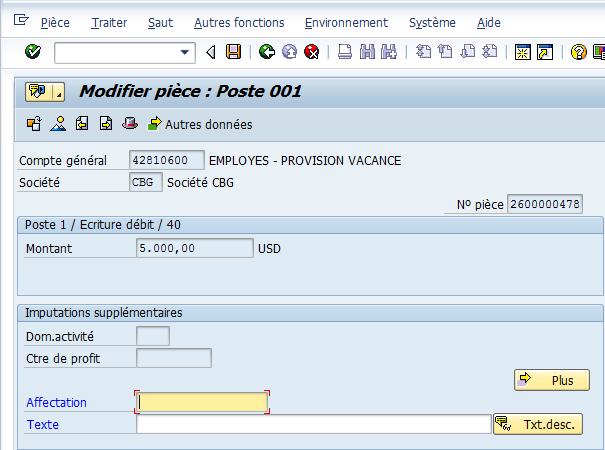 Pièce Traiter Saut Autres fonctions Environnement Système Aide
Modifier pièce : Poste 001
Autres données
Compte général 42810600 EMPLOYES - PROVISION VACANCE
Société CBG Société CBG
Nº pièce 2600000478
Poste 1 / Ecriture débit / 40
Montant 5.000,00 USD
Imputations supplémentaires
Dom.activité
Ctre de profit
Plus
Affectation
Texte Txt.desc.